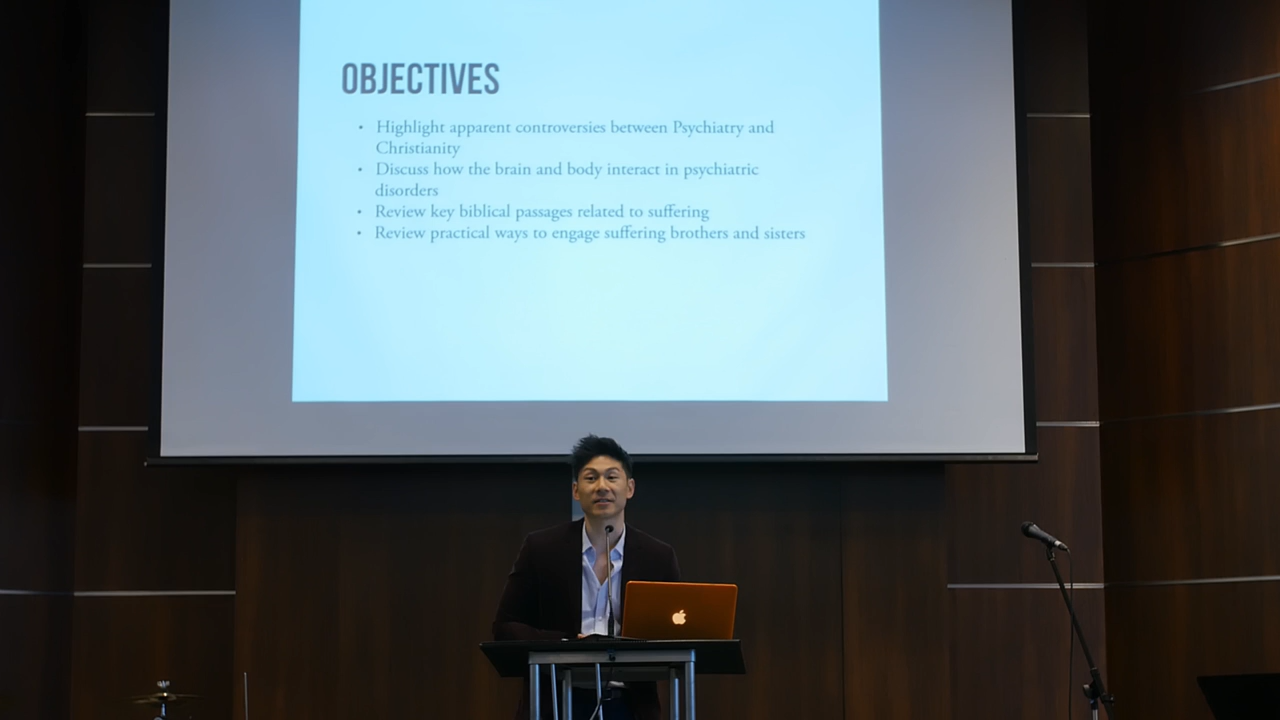 OBJECTIVES
• Highlight apparent controversies between Psychiatry and
Christianity
• Discuss how the brain and body interact in psychiatric
disorders
• Review key biblical passages related to suffering
• Review practical ways to engage suffering brothers and sisters